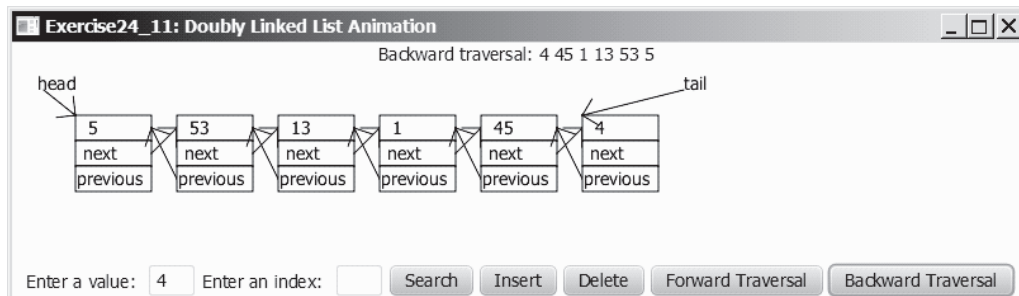 Exercise24_11: Doubly Linked List Animation
Backward traversal: 4 45 1 13 53 5
head tail
5 53 13 1 45 4
next next next next next next
previous previous previous previous previous previous
Enter a value: 4 Enter an index: Search Insert Delete Forward Traversal Backward Traversal